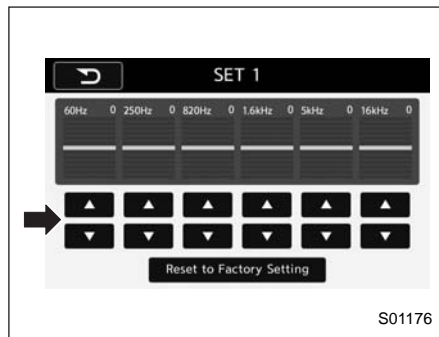 SET 1
60Hz 0 250Hz 0 820Hz 0 1.6kHz 0 5kHz 0 16kHz 0
Reset to Factory Setting
S01176